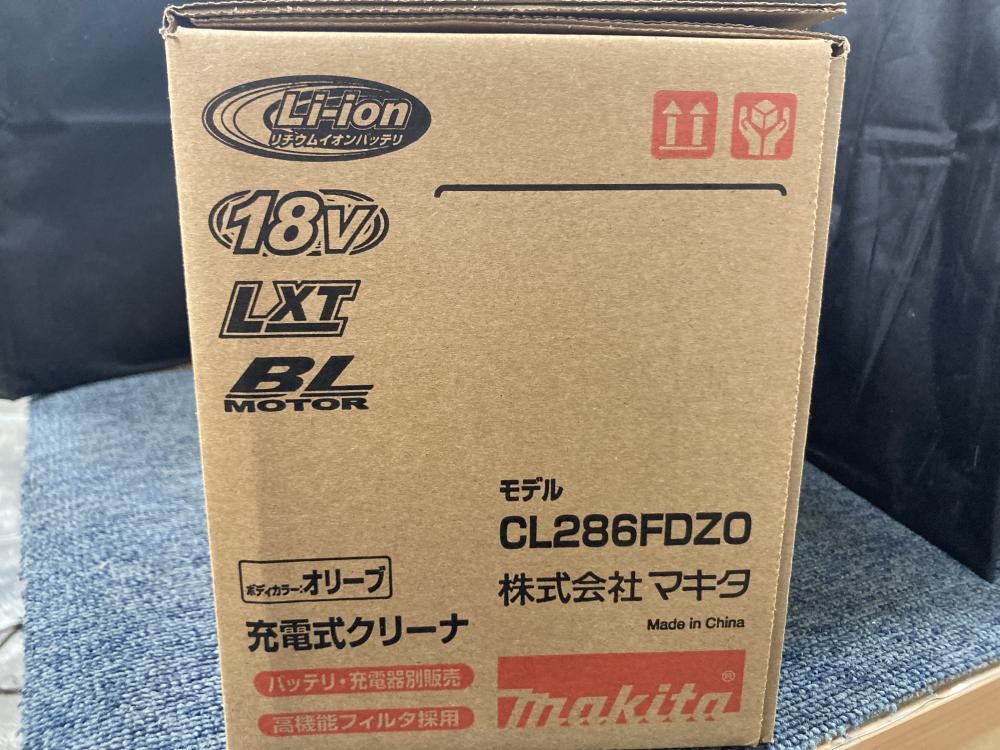 Li-ion
リチウムイオンバッテリ
18V
LXT
BL
MOTOR
モデル
CL286FDZO
株式会社 マキタ
Made in China
ボディカラー:オリーブ
充電式クリーナ
バッテリ・充電器別販売
高機能フィルタ採用
makita®